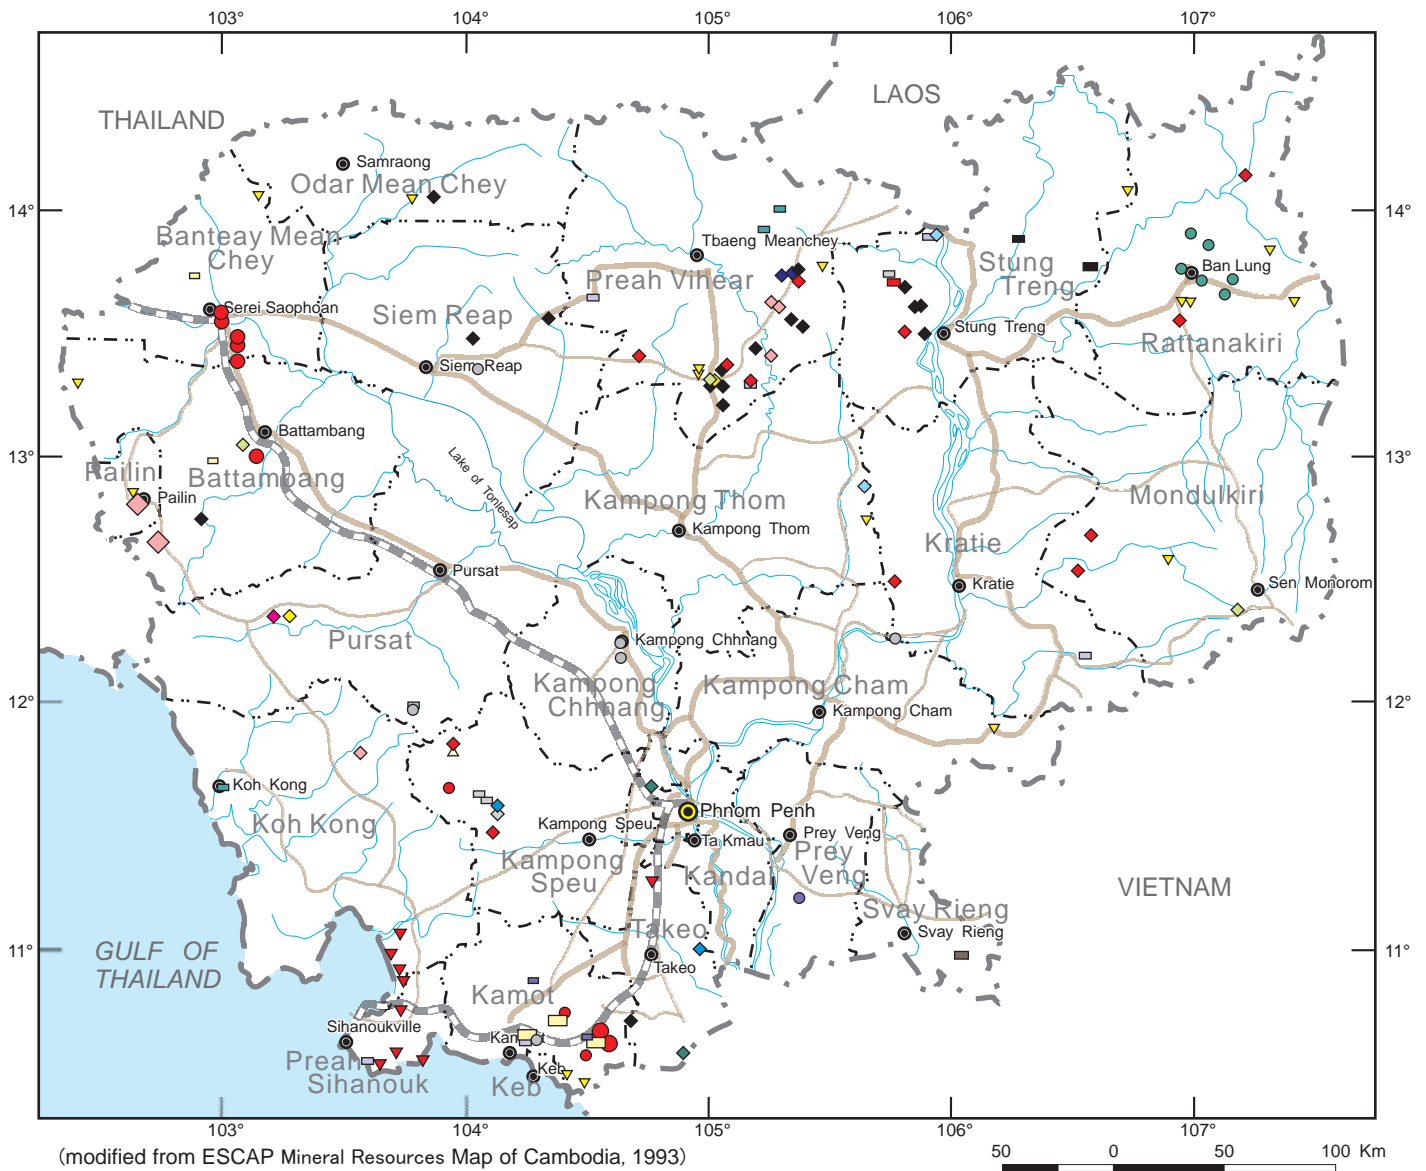 103° 104° 105° 106° 107°
THAILAND
LAOS
Samraong
Odar Mean Chey
14° 14°
Banteay Mean
Chey
Tbaeng Meanchey
Preah Vihear
Stung
Treng
Ban Lung
Serei Saophoan
Siem Reap
Stung Treng
Rattanakiri
Siem Reap
Battambang
13° 13°
Lake of Tonlesap
Pailin
Pailin
Battambang
Kampong Thom
Mondulkiri
Kampong Thom
Kratie
Pursat
Kratie
Sen Monorom
Pursat
Kampong Chhnang
Kampong
Chhnang
Kampong Cham
12° 12°
Kampong Cham
Koh Kong
Koh Kong
Phnom Penh
Kampong Speu
Ta Kmau
Prey Veng
Kampong
Speu
Kandal
Prey
Veng
VIETNAM
Svay Rieng
Takeo
Svay Rieng
11° 11°
GULF OF
THAILAND
Takeo
Kamot
Sihanoukville
Preah
Sihanouk
Keb
Keb
103° 104° 105° 106° 107°
(modified from ESCAP Mineral Resources Map of Cambodia, 1993)
50 0 50 100 Km